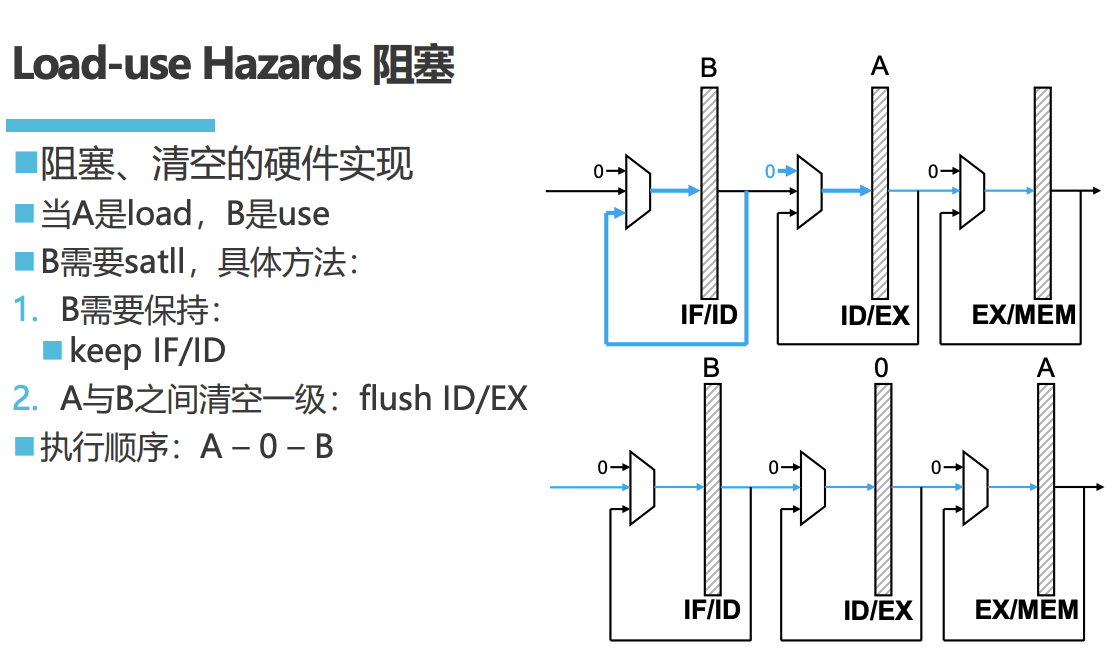 Load-use Hazards 阻塞
阻塞、清空的硬件实现
当A是load，B是use
B需要satll，具体方法：
1. B需要保持：
keep IF/ID
2. A与B之间清空一级：flush ID/EX
执行顺序：A – 0 – B
B
A
0
0
0
IF/ID
ID/EX
EX/MEM
B
0
A
0
0
0
IF/ID
ID/EX
EX/MEM